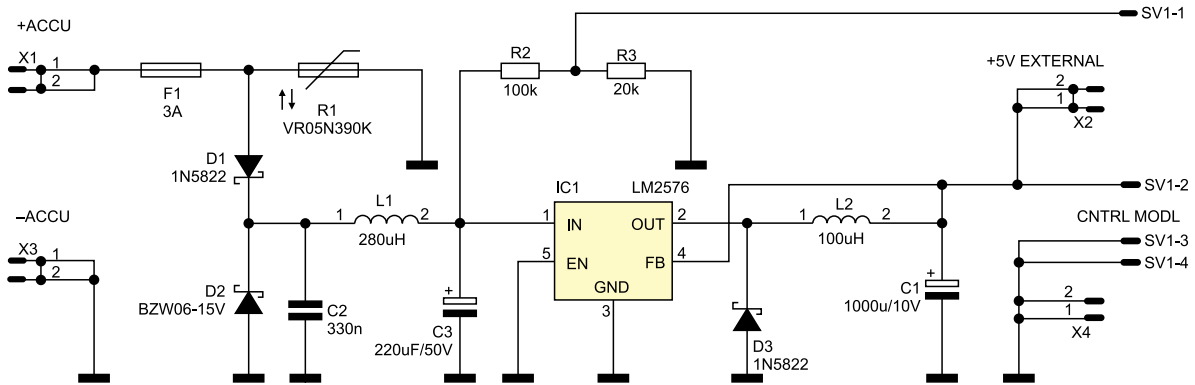 +ACCU
X1
1
2
F1
3A
R1
VR05N390K
R2
100k
R3
20k
SV1-1
+5V EXTERNAL
2
1
X2
D1
1N5822
L1
1
2
280uH
IC1
LM2576
1
IN
OUT
2
5
EN
FB
4
GND
3
L2
1
2
100uH
SV1-2
–ACCU
X3
1
2
D2
BZW06-15V
C2
330n
+
C3
220uF/50V
D3
1N5822
+
C1
1000u/10V
CNTRL MODL
SV1-3
SV1-4
2
1
X4